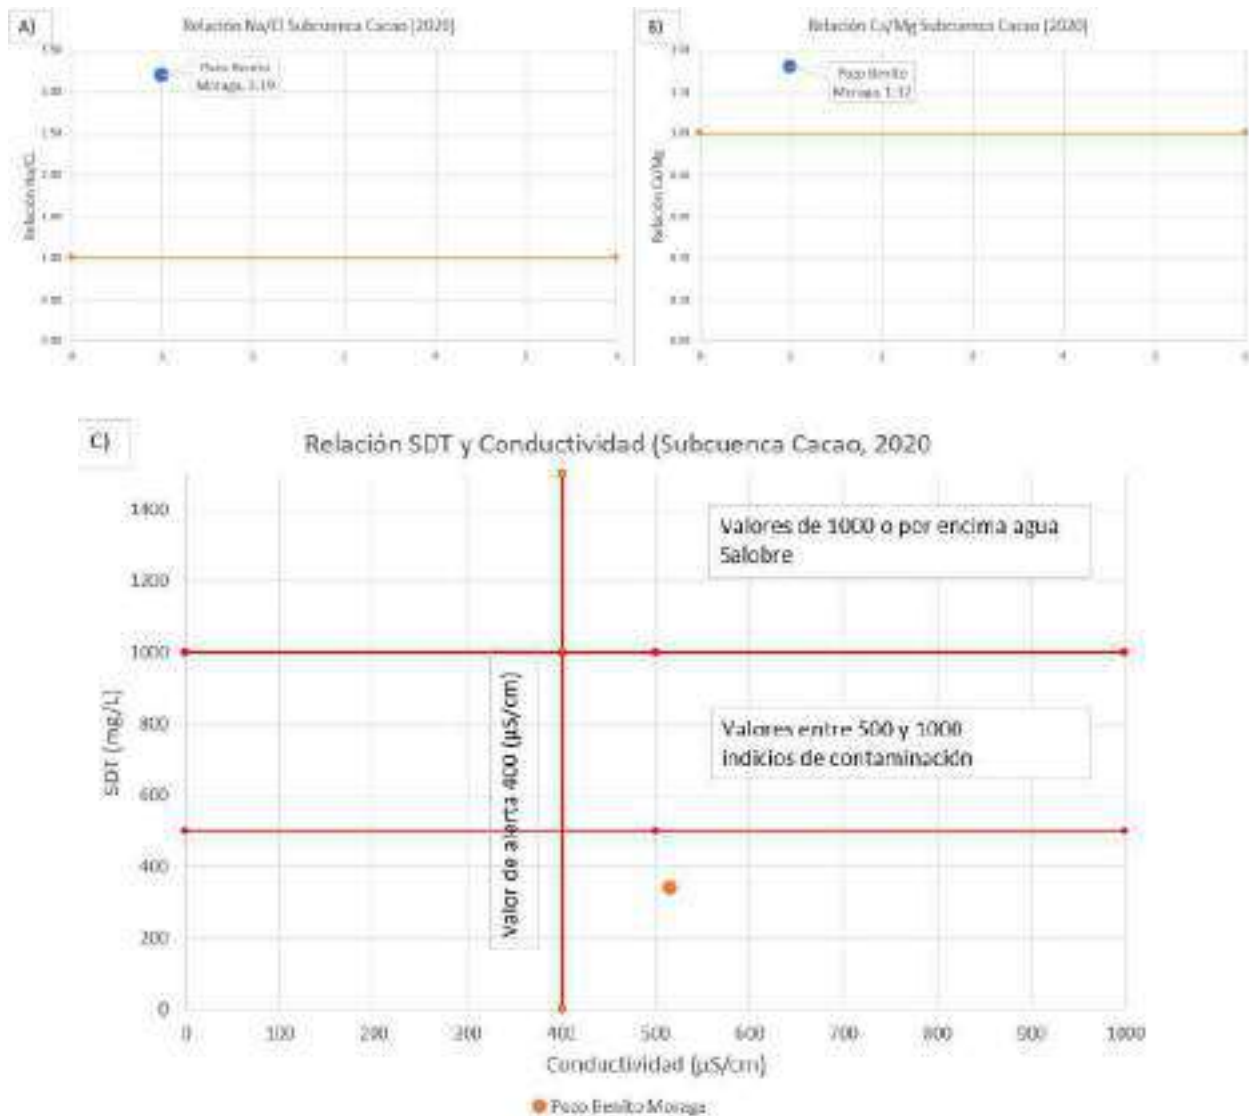 A)
Relación Na/Cl Subcuenca Cacao (2020)
Pozo Benito
Moraga, 3.19
Relación Na/CL
B)
Relación Ca/Mg Subcuenca Cacao (2020)
Pozo Benito
Moraga, 1.32
Relación Ca/Mg
C)
Relación SDT y Conductividad (Subcuenca Cacao, 2020
1400
1200
1000
800
600
400
200
0
SDT (mg/L)
Valores de 1000 o por encima agua
Salobre
Valor de alerta 400 (µS/cm)
Valores entre 500 y 1000
indicios de contaminación
0 100 200 300 400 500 600 700 800 900 1000
Conductividad (µS/cm)
Pozo Benito Moraga